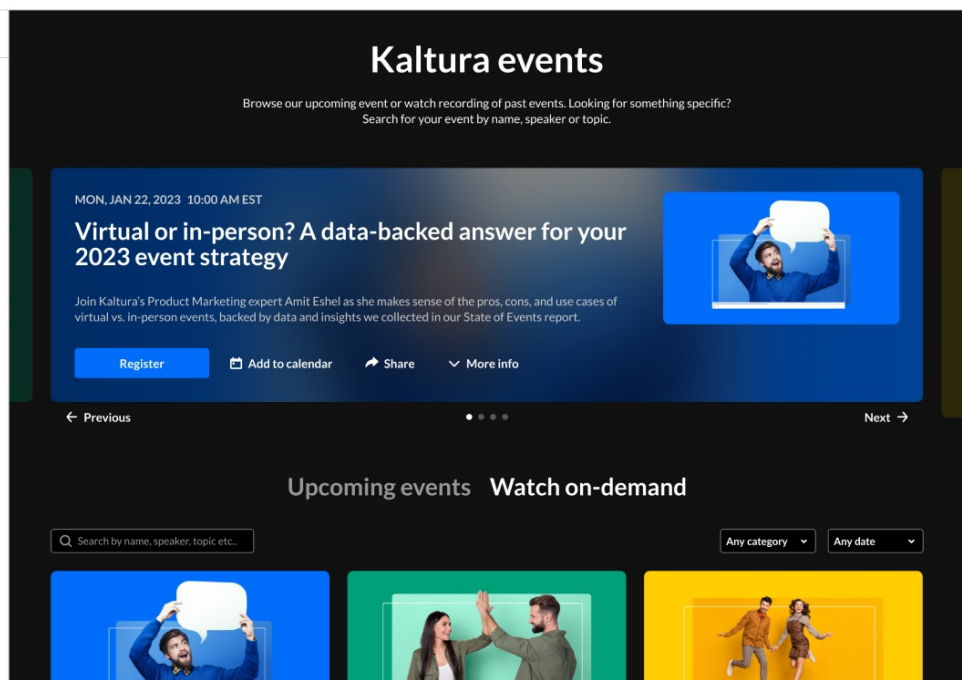 Kaltura events
Browse our upcoming event or watch recording of past events. Looking for something specific?
Search for your event by name, speaker or topic.
MON, JAN 22, 2023 10:00 AM EST
Virtual or in-person? A data-backed answer for your
2023 event strategy
Join Kaltura's Product Marketing expert Amit Eshel as she makes sense of the pros, cons, and use cases of
virtual vs. in-person events, backed by data and insights we collected in our State of Events report.
Register
Add to calendar
Share
More info
Previous
Next
Upcoming events
Watch on-demand
Search by name, speaker, topic etc..
Any category
Any date